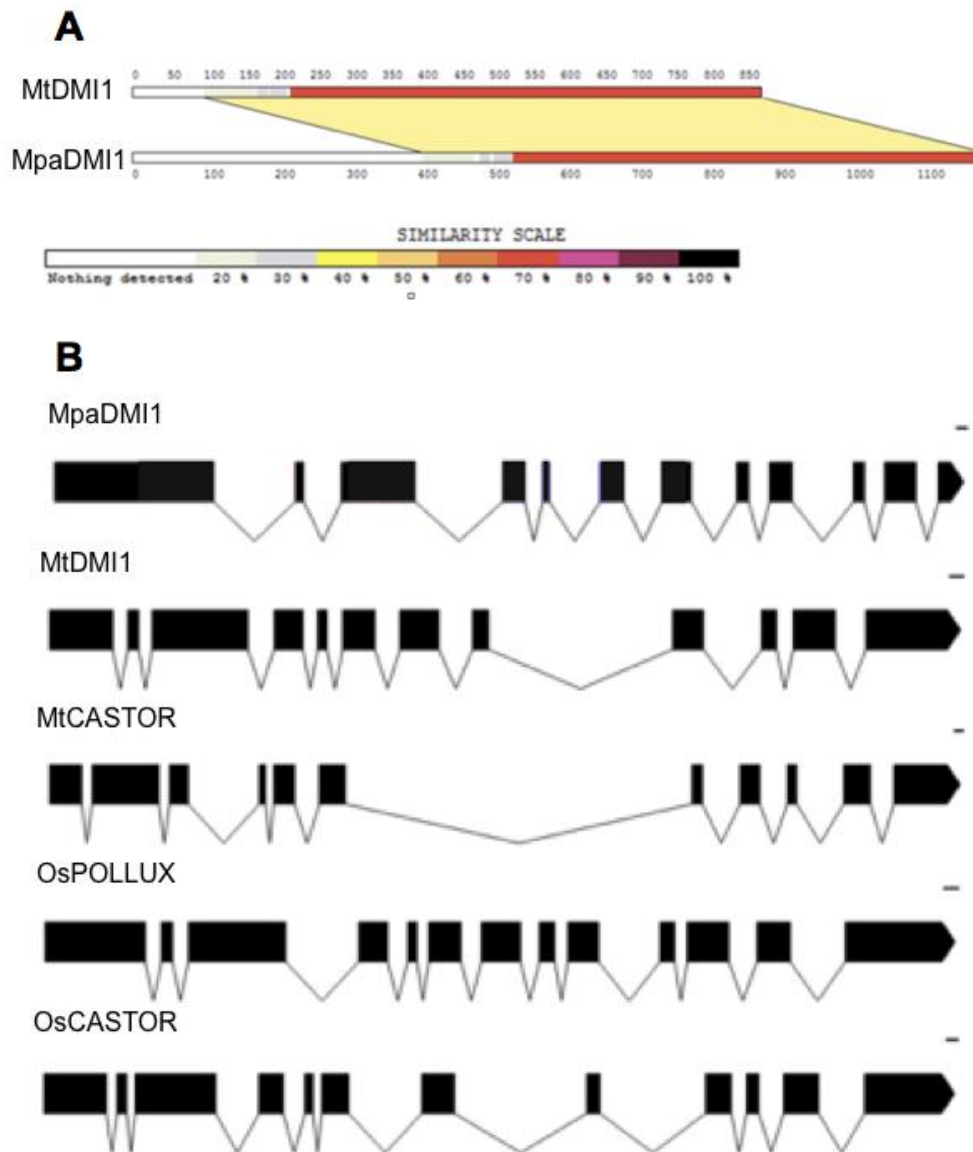 A
0 50 100 150 200 250 300 350 400 450 500 550 600 650 700 750 800 850
MtDMI1
MpaDMI1
0 100 200 300 400 500 600 700 800 900 1000 1100
SIMILARITY SCALE
Nothing detected 20 % 30 % 40 % 50 % 60 % 70 % 80 % 90 % 100 %
B
MpaDMI1
MtDMI1
MtCASTOR
OsPOLLUX
OsCASTOR